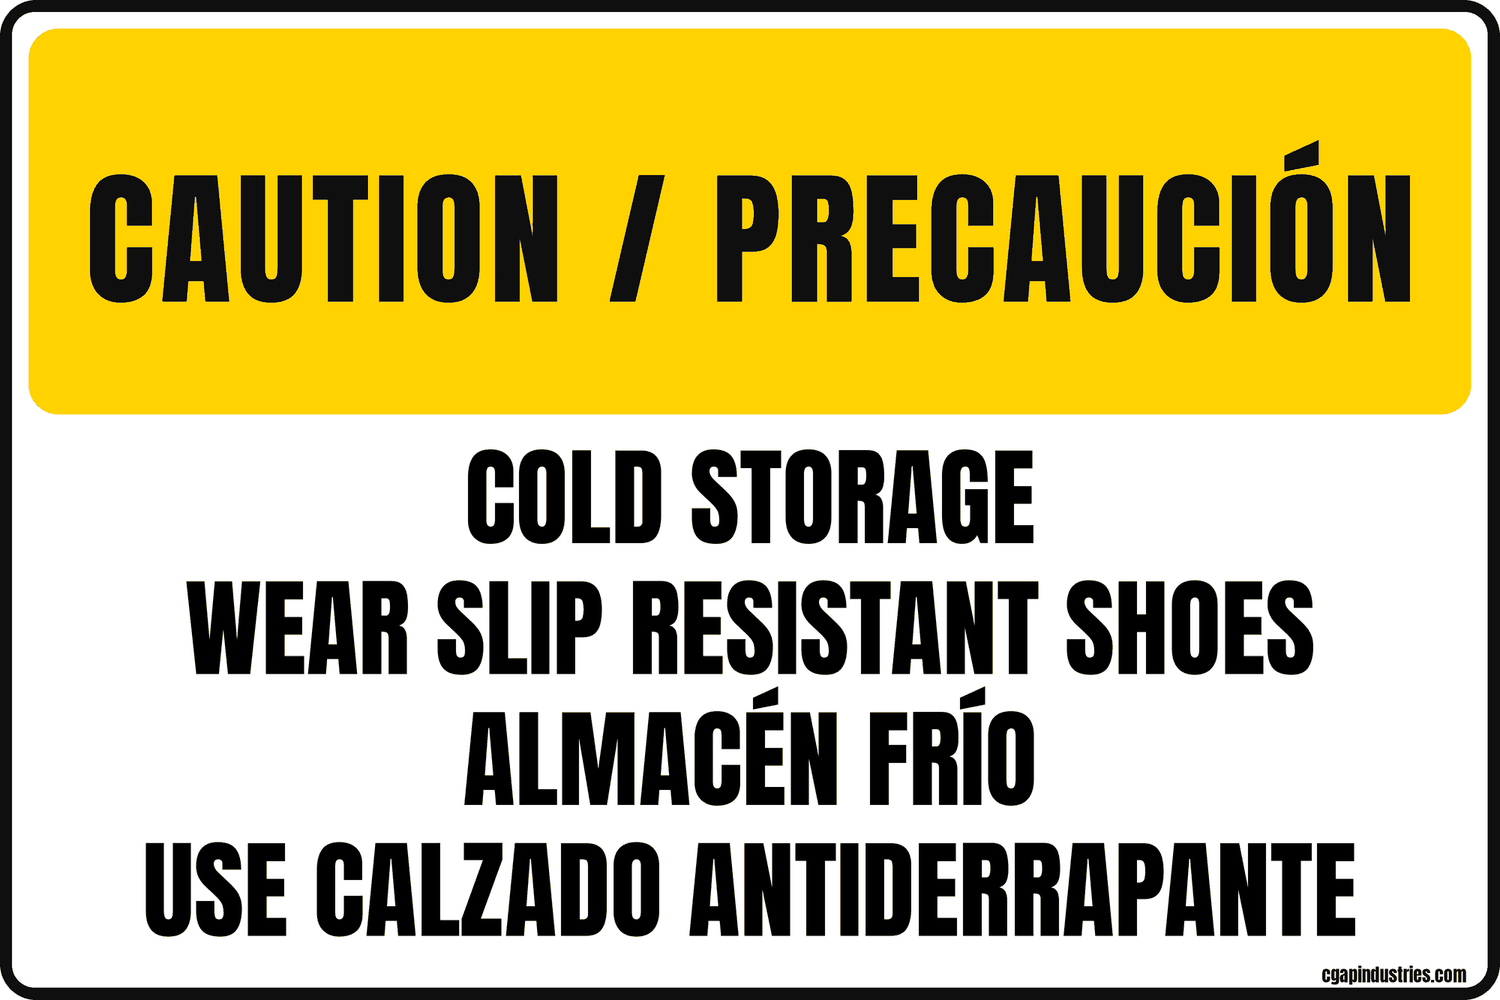 CAUTION / PRECAUCIÓN
COLD STORAGE
WEAR SLIP RESISTANT SHOES
ALMACÉN FRÍO
USE CALZADO ANTIDERRAPANTE
cgapindustries.com